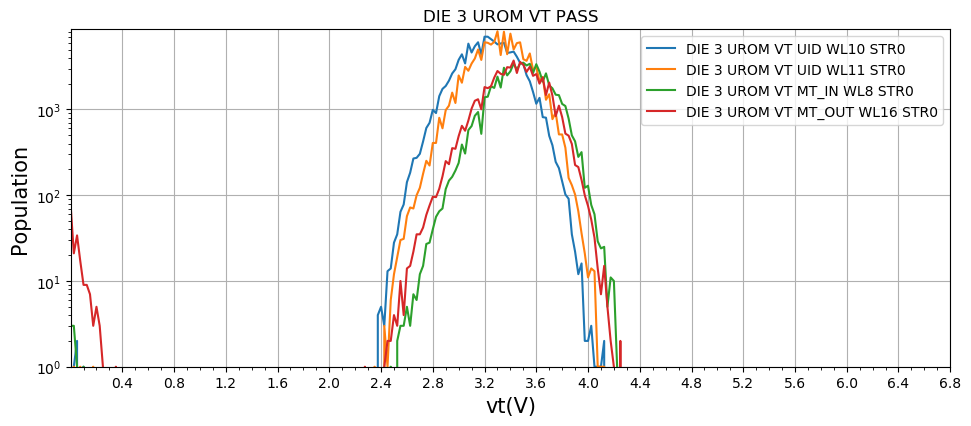 DIE 3 UROM VT PASS
DIE 3 UROM VT UID WL10 STR0
DIE 3 UROM VT UID WL11 STR0
DIE 3 UROM VT MT_IN WL8 STR0
DIE 3 UROM VT MT_OUT WL16 STR0
Population
10^3
10^2
10^1
10^0
0.4 0.8 1.2 1.6 2.0 2.4 2.8 3.2 3.6 4.0 4.4 4.8 5.2 5.6 6.0 6.4 6.8
vt(V)